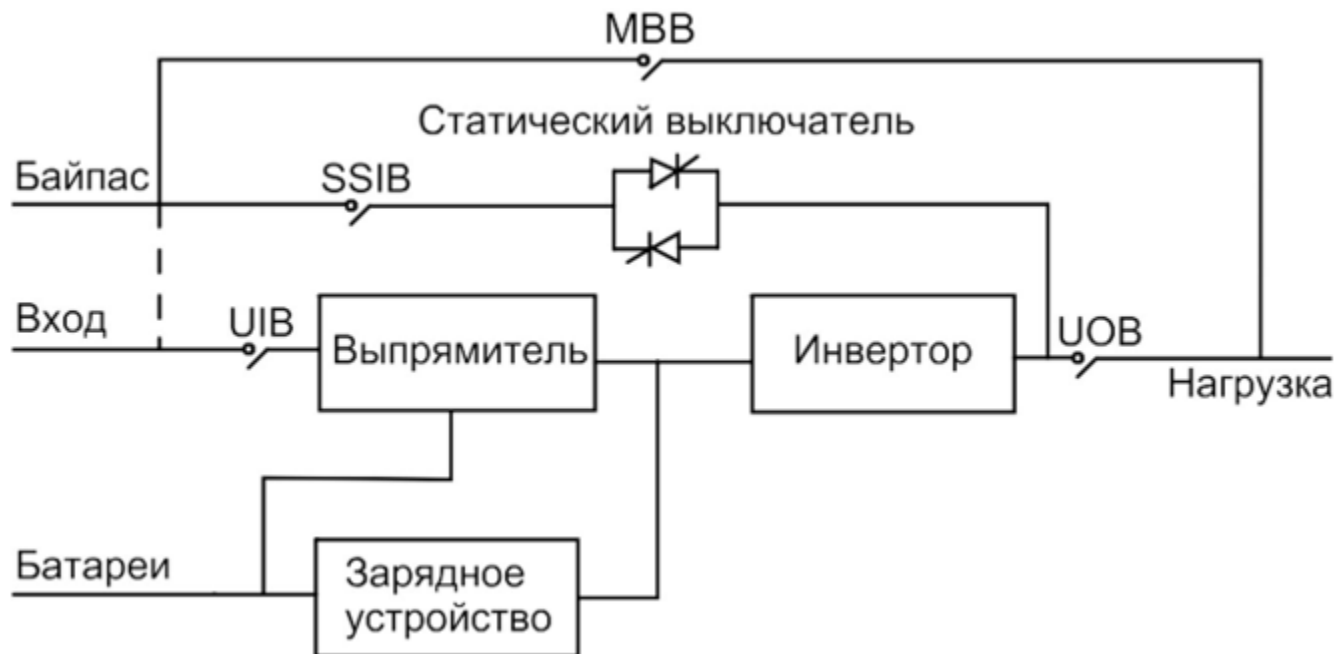 MBB
Статический выключатель
Байпас
SSIB
Вход
UIB
Выпрямитель
Инвертор
UOB
Нагрузка
Батареи
Зарядное
устройство